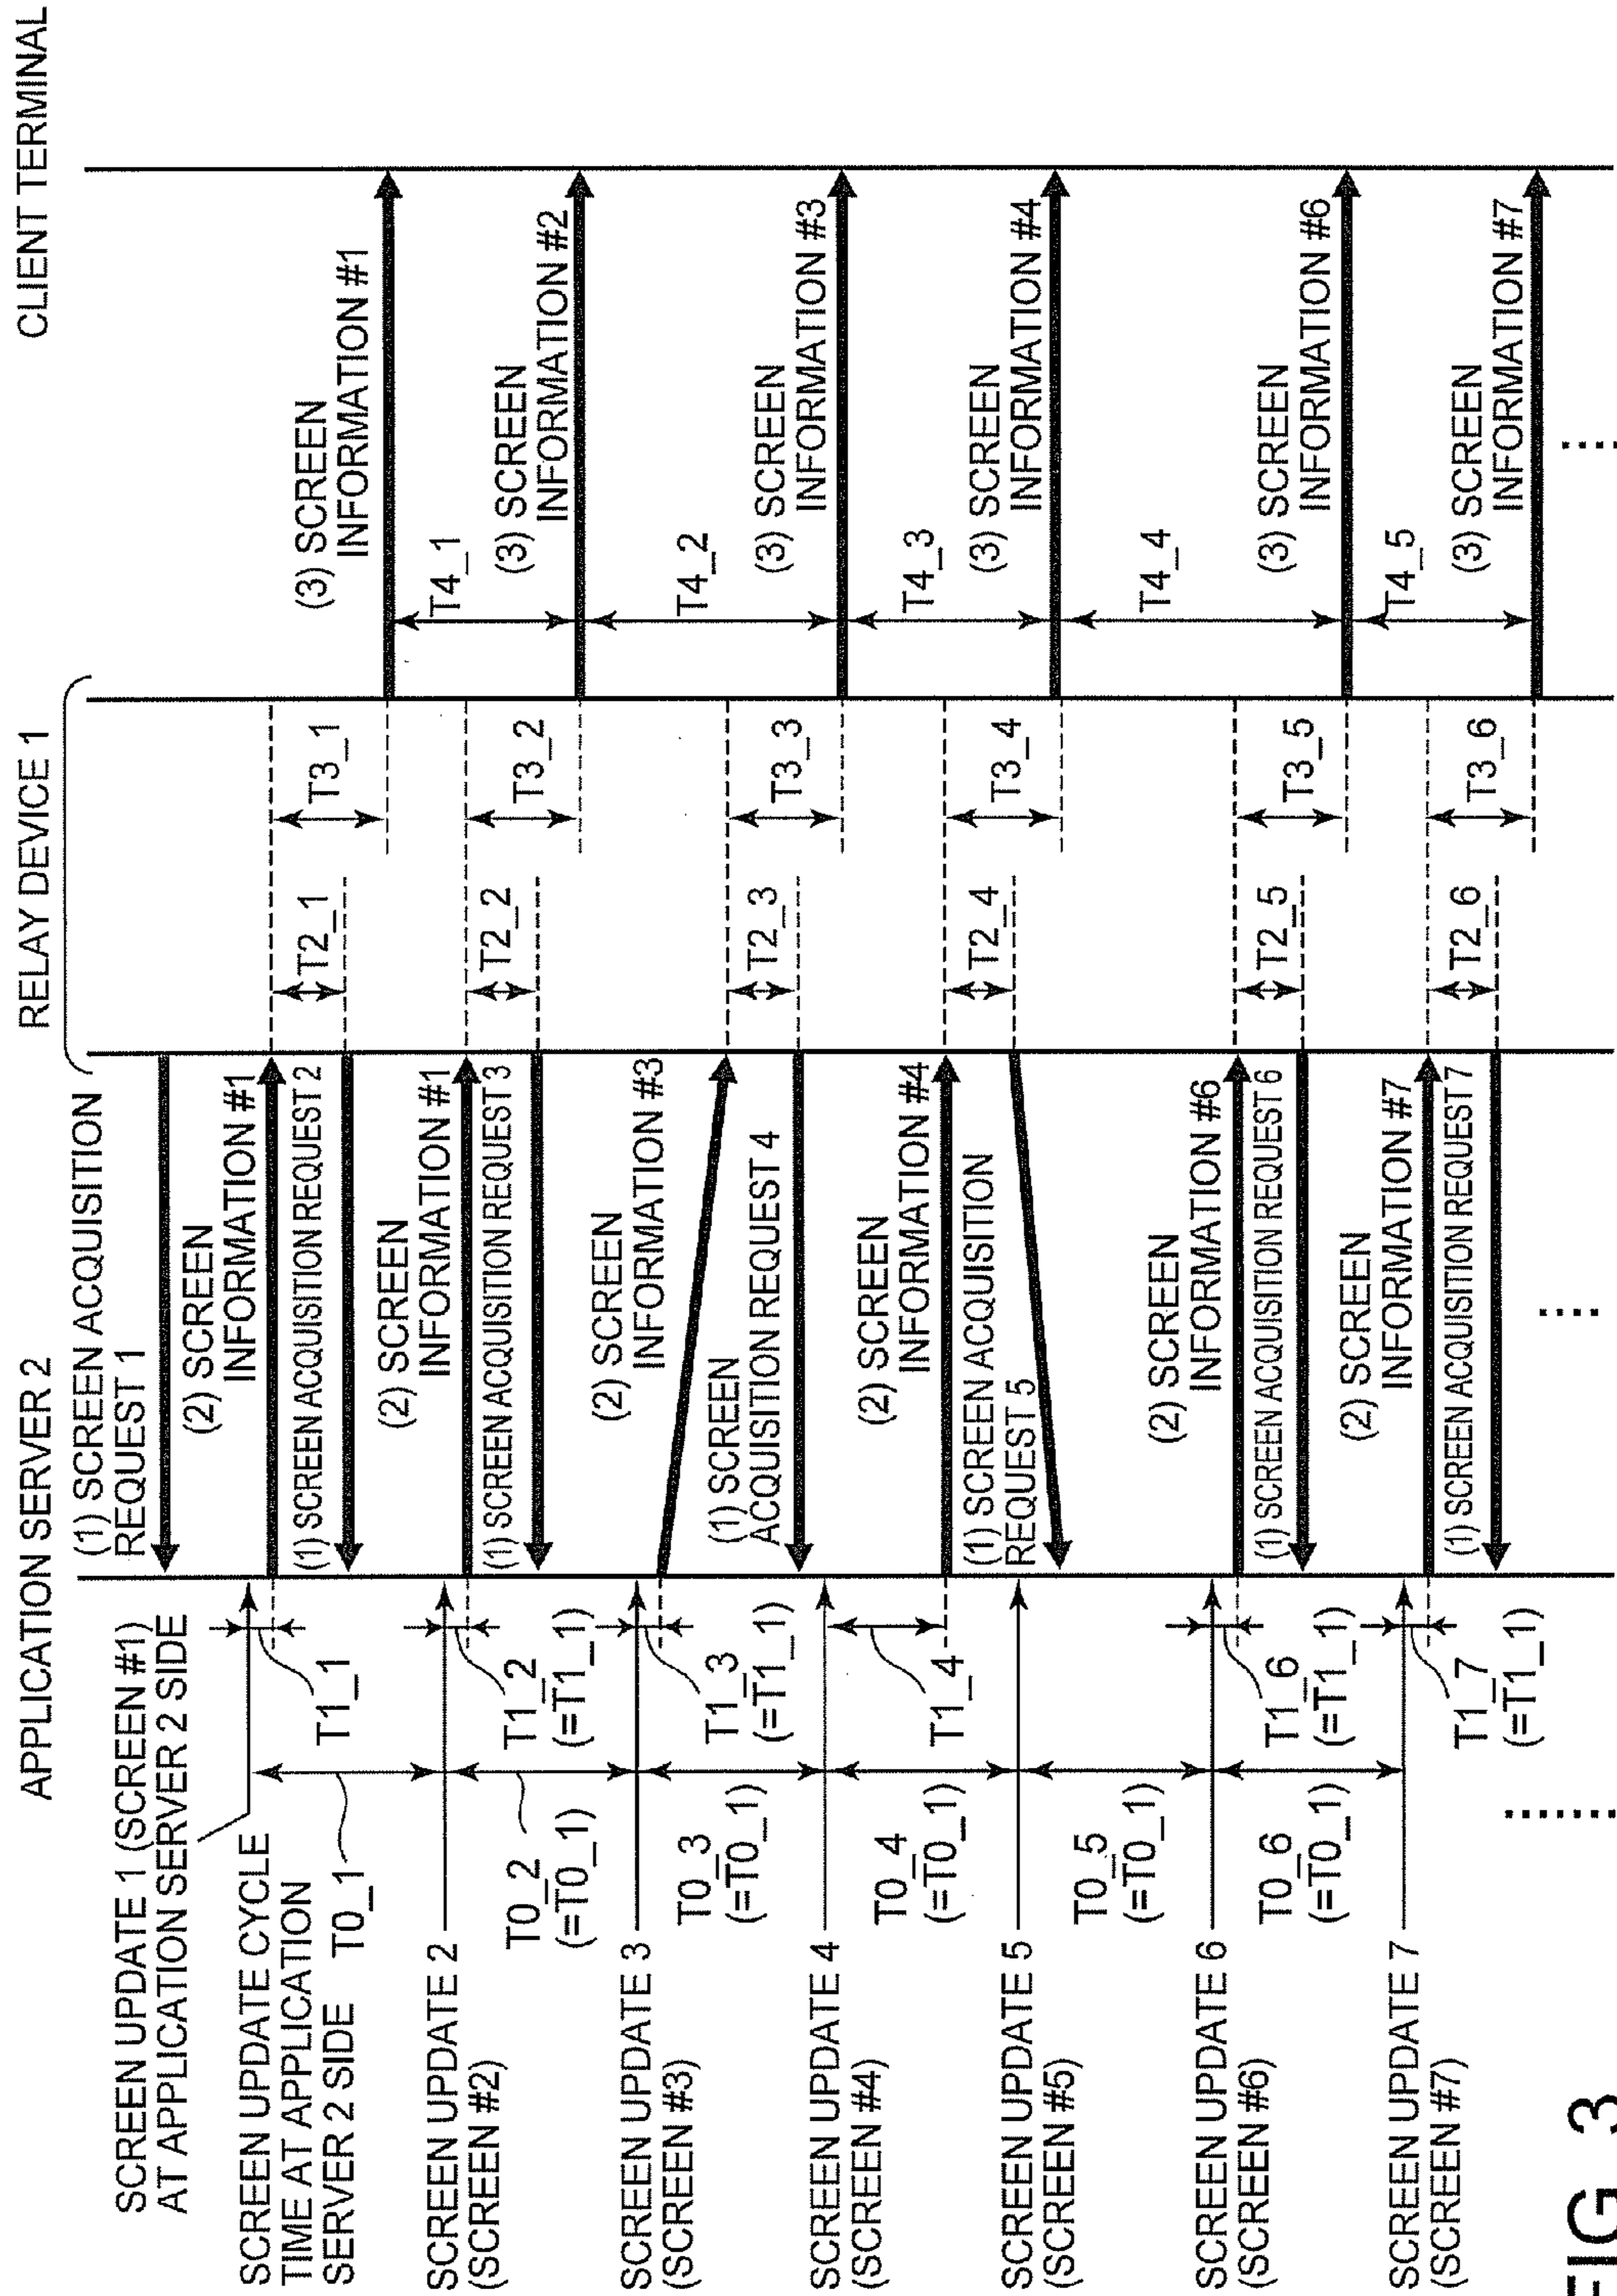 APPLICATION SERVER 2
RELAY DEVICE 1
CLIENT TERMINAL
SCREEN UPDATE 1 (SCREEN #1)
AT APPLICATION SERVER 2 SIDE
SCREEN UPDATE CYCLE
TIME AT APPLICATION
SERVER 2 SIDE T0_1
SCREEN UPDATE 2
(SCREEN #2)
SCREEN UPDATE 3
(SCREEN #3)
SCREEN UPDATE 4
(SCREEN #4)
SCREEN UPDATE 5
(SCREEN #5)
SCREEN UPDATE 6
(SCREEN #6)
SCREEN UPDATE 7
(SCREEN #7)
T0_2
(=T0_1)
T0_3
(=T0_1)
T0_4
(=T0_1)
T0_5
(=T0_1)
T0_6
(=T0_1)
T1_1
T1_2
(=T1_1)
T1_3
(=T1_1)
T1_4
T1_6
(=T1_1)
T1_7
(=T1_1)
(1) SCREEN ACQUISITION
REQUEST 1
(2) SCREEN
INFORMATION #1
(1) SCREEN ACQUISITION REQUEST 2
(2) SCREEN
INFORMATION #1
(1) SCREEN ACQUISITION REQUEST 3
(2) SCREEN
INFORMATION #3
(1) SCREEN
ACQUISITION REQUEST 4
(2) SCREEN
INFORMATION #4
(1) SCREEN ACQUISITION
REQUEST 5
(2) SCREEN
INFORMATION #6
(1) SCREEN ACQUISITION REQUEST 6
(2) SCREEN
INFORMATION #7
(1) SCREEN ACQUISITION REQUEST 7
T2_1
T2_2
T2_3
T2_4
T2_5
T2_6
T3_1
T3_2
T3_3
T3_4
T3_5
T3_6
(3) SCREEN
INFORMATION #1
T4_1
(3) SCREEN
INFORMATION #2
T4_2
(3) SCREEN
INFORMATION #3
T4_3
(3) SCREEN
INFORMATION #4
T4_4
(3) SCREEN
INFORMATION #6
T4_5
(3) SCREEN
INFORMATION #7
FIG. 3